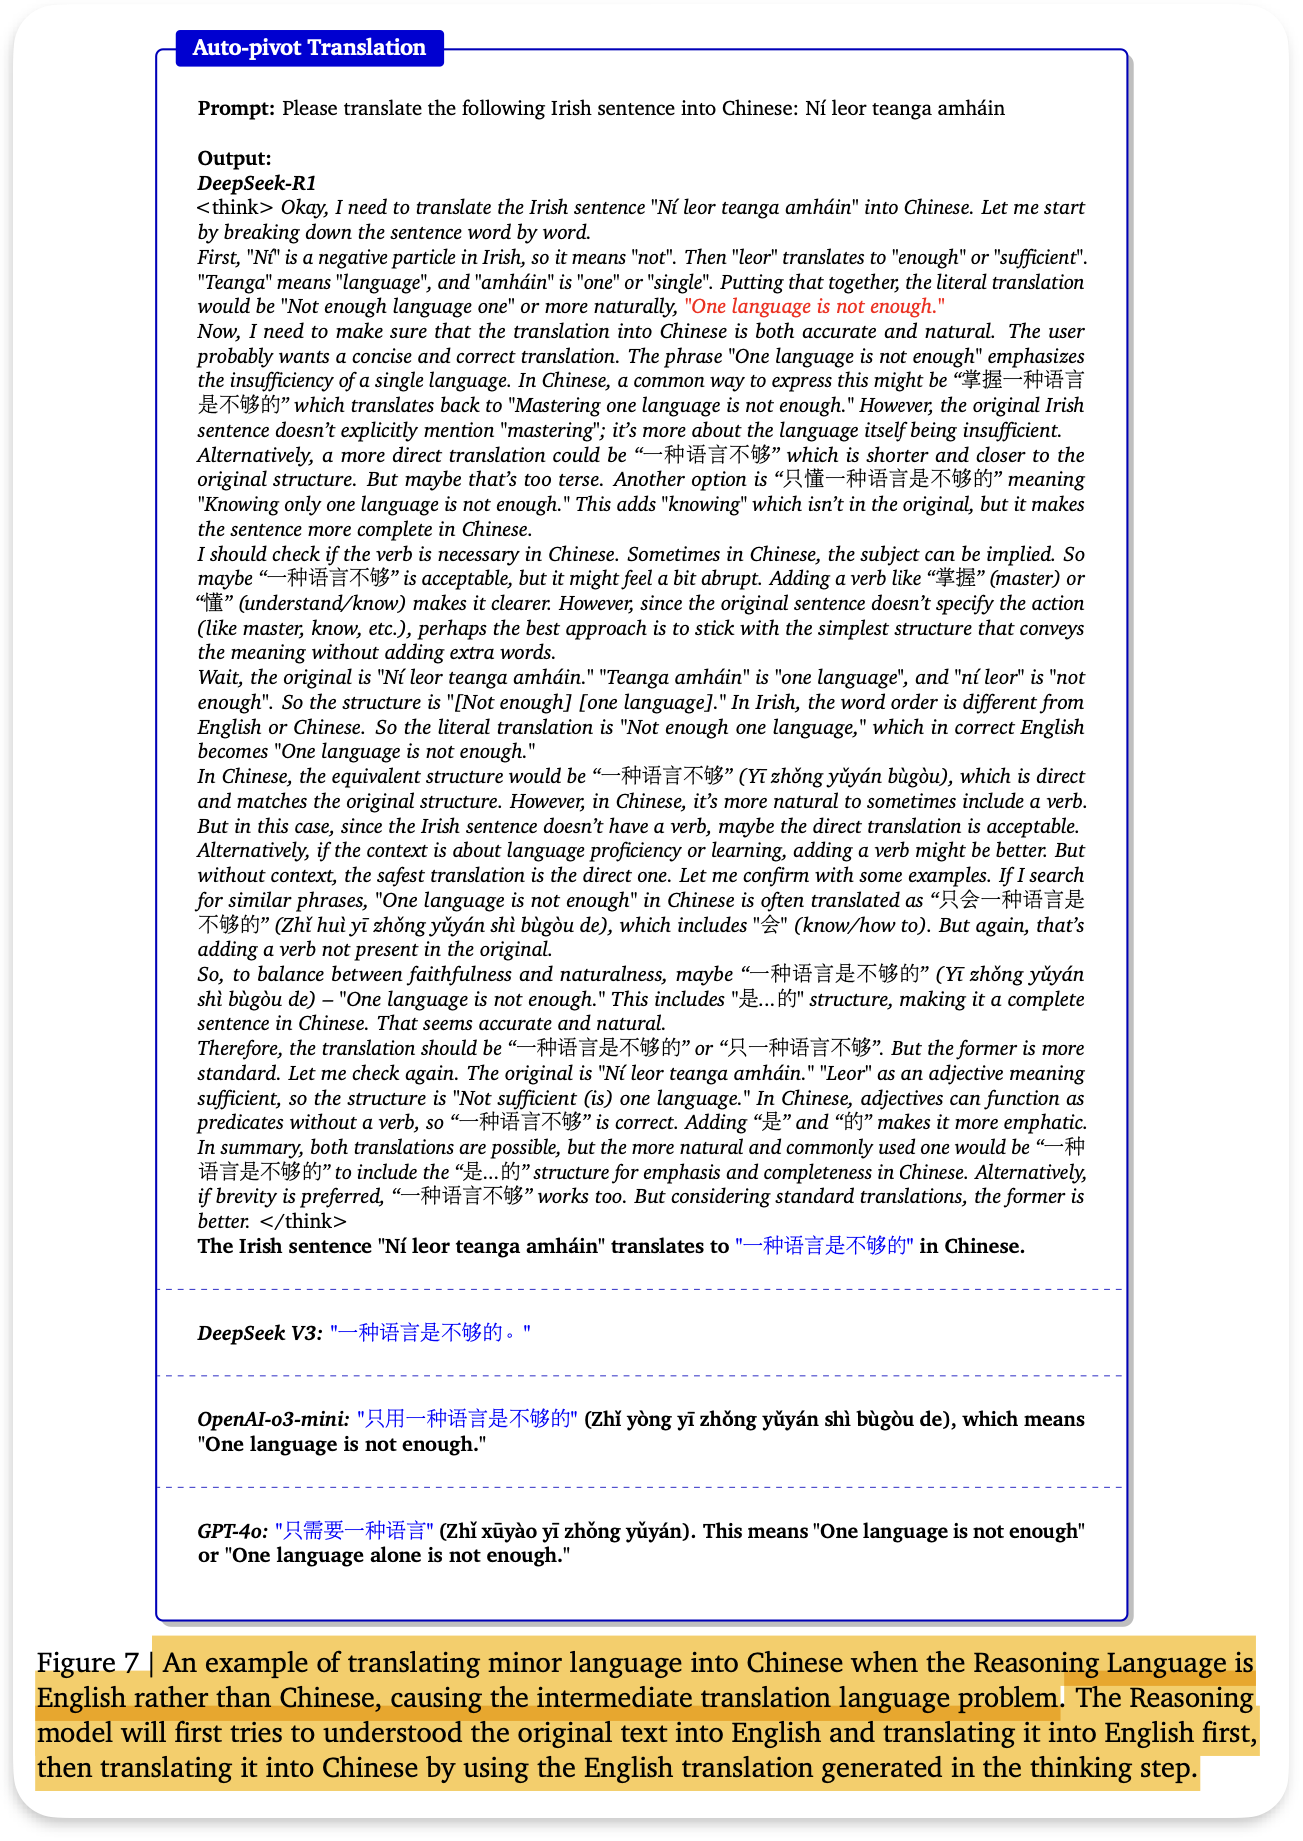 Auto-pivot Translation
Prompt: Please translate the following Irish sentence into Chinese: Ní leor teanga amháin
Output:
DeepSeek-R1
<think> Okay, I need to translate the Irish sentence "Ní leor teanga amháin" into Chinese. Let me start
by breaking down the sentence word by word.
First, "Ní" is a negative particle in Irish, so it means "not". Then "leor" translates to "enough" or "sufficient".
"Teanga" means "language", and "amháin" is "one" or "single". Putting that together, the literal translation
would be "Not enough language one" or more naturally, "One language is not enough."
Now, I need to make sure that the translation into Chinese is both accurate and natural. The user
probably wants a concise and correct translation. The phrase "One language is not enough" emphasizes
the insufficiency of a single language. In Chinese, a common way to express this might be “掌握一种语言
是不够的” which translates back to "Mastering one language is not enough." However, the original Irish
sentence doesn’t explicitly mention "mastering"; it’s more about the language itself being insufficient.
Alternatively, a more direct translation could be “一种语言不够” which is shorter and closer to the
original structure. But maybe that’s too terse. Another option is “只懂一种语言是不够的” meaning
"Knowing only one language is not enough." This adds "knowing" which isn’t in the original, but it makes
the sentence more complete in Chinese.
I should check if the verb is necessary in Chinese. Sometimes in Chinese, the subject can be implied. So
maybe “一种语言不够” is acceptable, but it might feel a bit abrupt. Adding a verb like “掌握” (master) or
“懂” (understand/know) makes it clearer. However, since the original sentence doesn’t specify the action
(like master, know, etc.), perhaps the best approach is to stick with the simplest structure that conveys
the meaning without adding extra words.
Wait, the original is "Ní leor teanga amháin." "Teanga amháin" is "one language", and "ní leor" is "not
enough". So the structure is "[Not enough] [one language]." In Irish, the word order is different from
English or Chinese. So the literal translation is "Not enough one language," which in correct English
becomes "One language is not enough."
In Chinese, the equivalent structure would be “一种语言不够” (Yī zhǒng yǔyán bùgòu), which is direct
and matches the original structure. However, in Chinese, it’s more natural to sometimes include a verb.
But in this case, since the Irish sentence doesn’t have a verb, maybe the direct translation is acceptable.
Alternatively, if the context is about language proficiency or learning, adding a verb might be better. But
without context, the safest translation is the direct one. Let me confirm with some examples. If I search
for similar phrases, "One language is not enough" in Chinese is often translated as “只会一种语言是
不够的” (Zhǐ huì yī zhǒng yǔyán shì bùgòu de), which includes "会" (know/how to). But again, that’s
adding a verb not present in the original.
So, to balance between faithfulness and naturalness, maybe “一种语言是不够的” (Yī zhǒng yǔyán
shì bùgòu de) – "One language is not enough." This includes "是...的" structure, making it a complete
sentence in Chinese. That seems accurate and natural.
Therefore, the translation should be “一种语言是不够的” or “只一种语言不够”. But the former is more
standard. Let me check again. The original is "Ní leor teanga amháin." "Leor" as an adjective meaning
sufficient, so the structure is "Not sufficient (is) one language." In Chinese, adjectives can function as
predicates without a verb, so “一种语言不够” is correct. Adding “是” and “的” makes it more emphatic.
In summary, both translations are possible, but the more natural and commonly used one would be “一种
语言是不够的” to include the “是...的” structure for emphasis and completeness in Chinese. Alternatively,
if brevity is preferred, “一种语言不够” works too. But considering standard translations, the former is
better. </think>
The Irish sentence "Ní leor teanga amháin" translates to "一种语言是不够的" in Chinese.
DeepSeek V3: "一种语言是不够的。"
OpenAI-o3-mini: "只用一种语言是不够的" (Zhǐ yòng yī zhǒng yǔyán shì bùgòu de), which means
"One language is not enough."
GPT-4o: "只需要一种语言" (Zhǐ xūyào yī zhǒng yǔyán). This means "One language is not enough"
or "One language alone is not enough."
Figure 7 | An example of translating minor language into Chinese when the Reasoning Language is
English rather than Chinese, causing the intermediate translation language problem. The Reasoning
model will first tries to understood the original text into English and translating it into English first,
then translating it into Chinese by using the English translation generated in the thinking step.